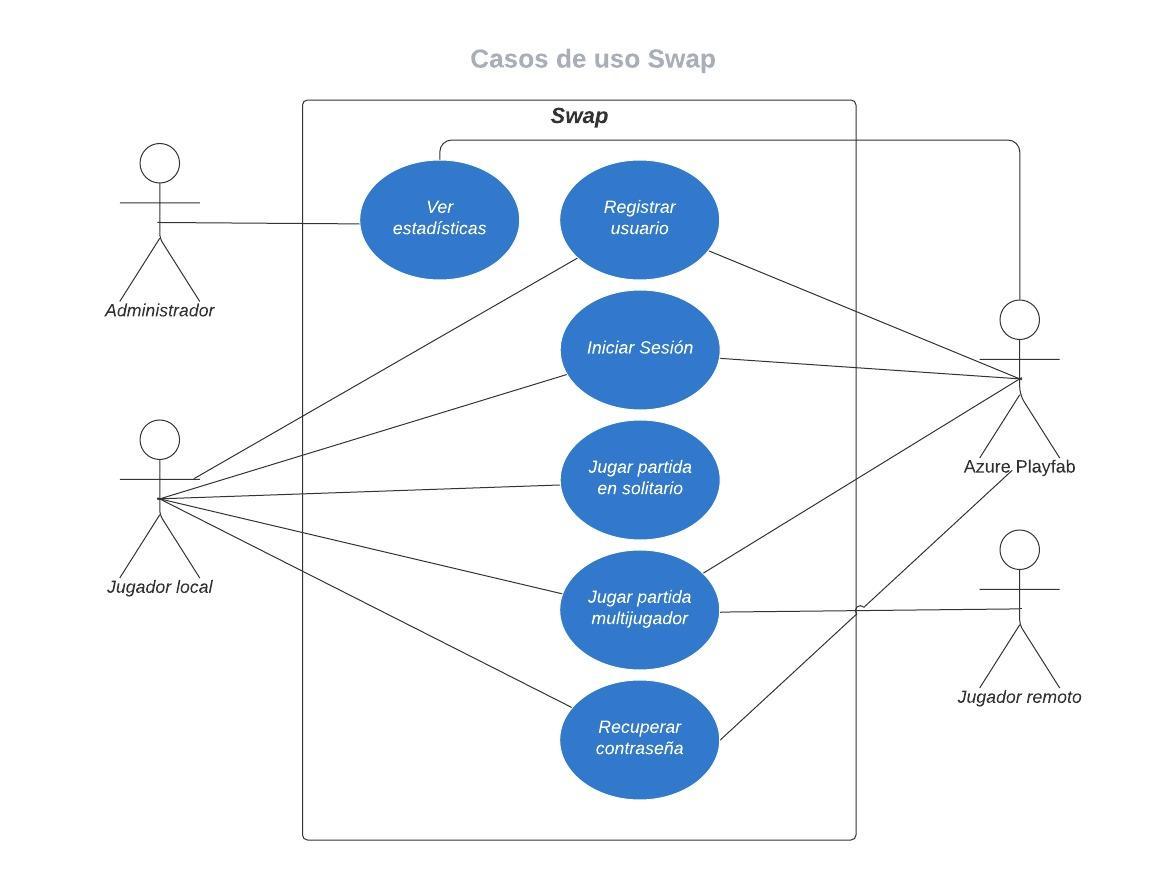 Casos de uso Swap
Swap
Ver
estadísticas
Registrar
usuario
Administrador
Iniciar Sesión
Jugar partida
en solitario
Azure Playfab
Jugador local
Jugar partida
multijugador
Jugador remoto
Recuperar
contraseña